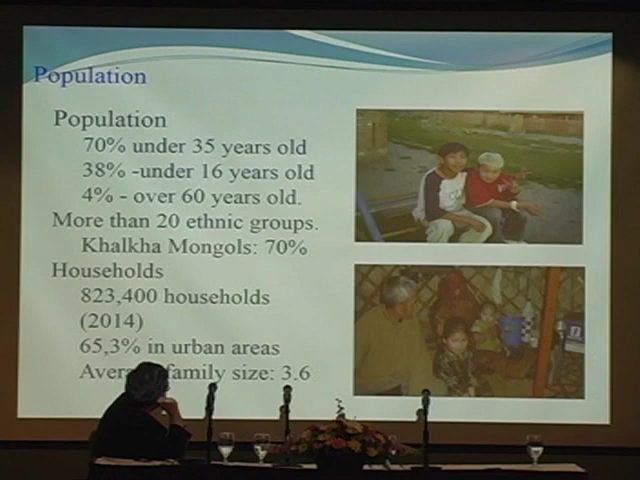 Population
Population
70% under 35 years old
38% -under 16 years old
4% - over 60 years old.
More than 20 ethnic groups.
Khalkha Mongols: 70%
Households
823,400 households
(2014)
65,3% in urban areas
family size: 3.6